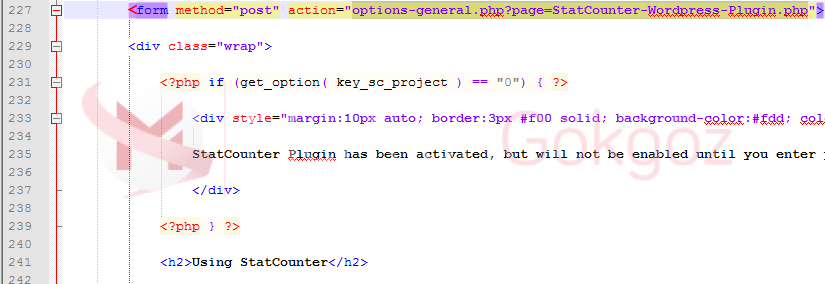 227 <form method="post" action="options-general.php?page=StatCounter-Wordpress-Plugin.php">
228
229 <div class="wrap">
230
231 <?php if (get_option( key_sc_project ) == "0") { ?>
232
233 <div style="margin:10px auto; border:3px #f00 solid; background-color:#fdd; col
234
235 StatCounter Plugin has been activated, but will not be enabled until you enter
236
237 </div>
238
239 <?php } ?>
240
241 <h2>Using StatCounter</h2>
242
M Gokgoz